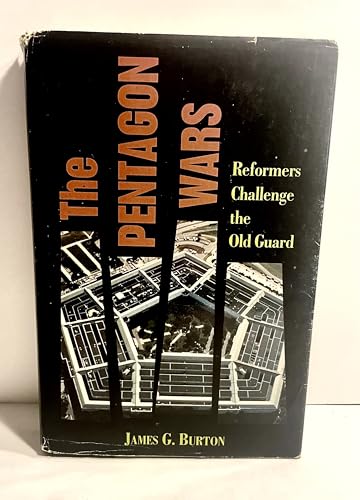 The
PENTAGON
WARS
Reformers
Challenge
the
Old Guard
JAMES G. BURTON